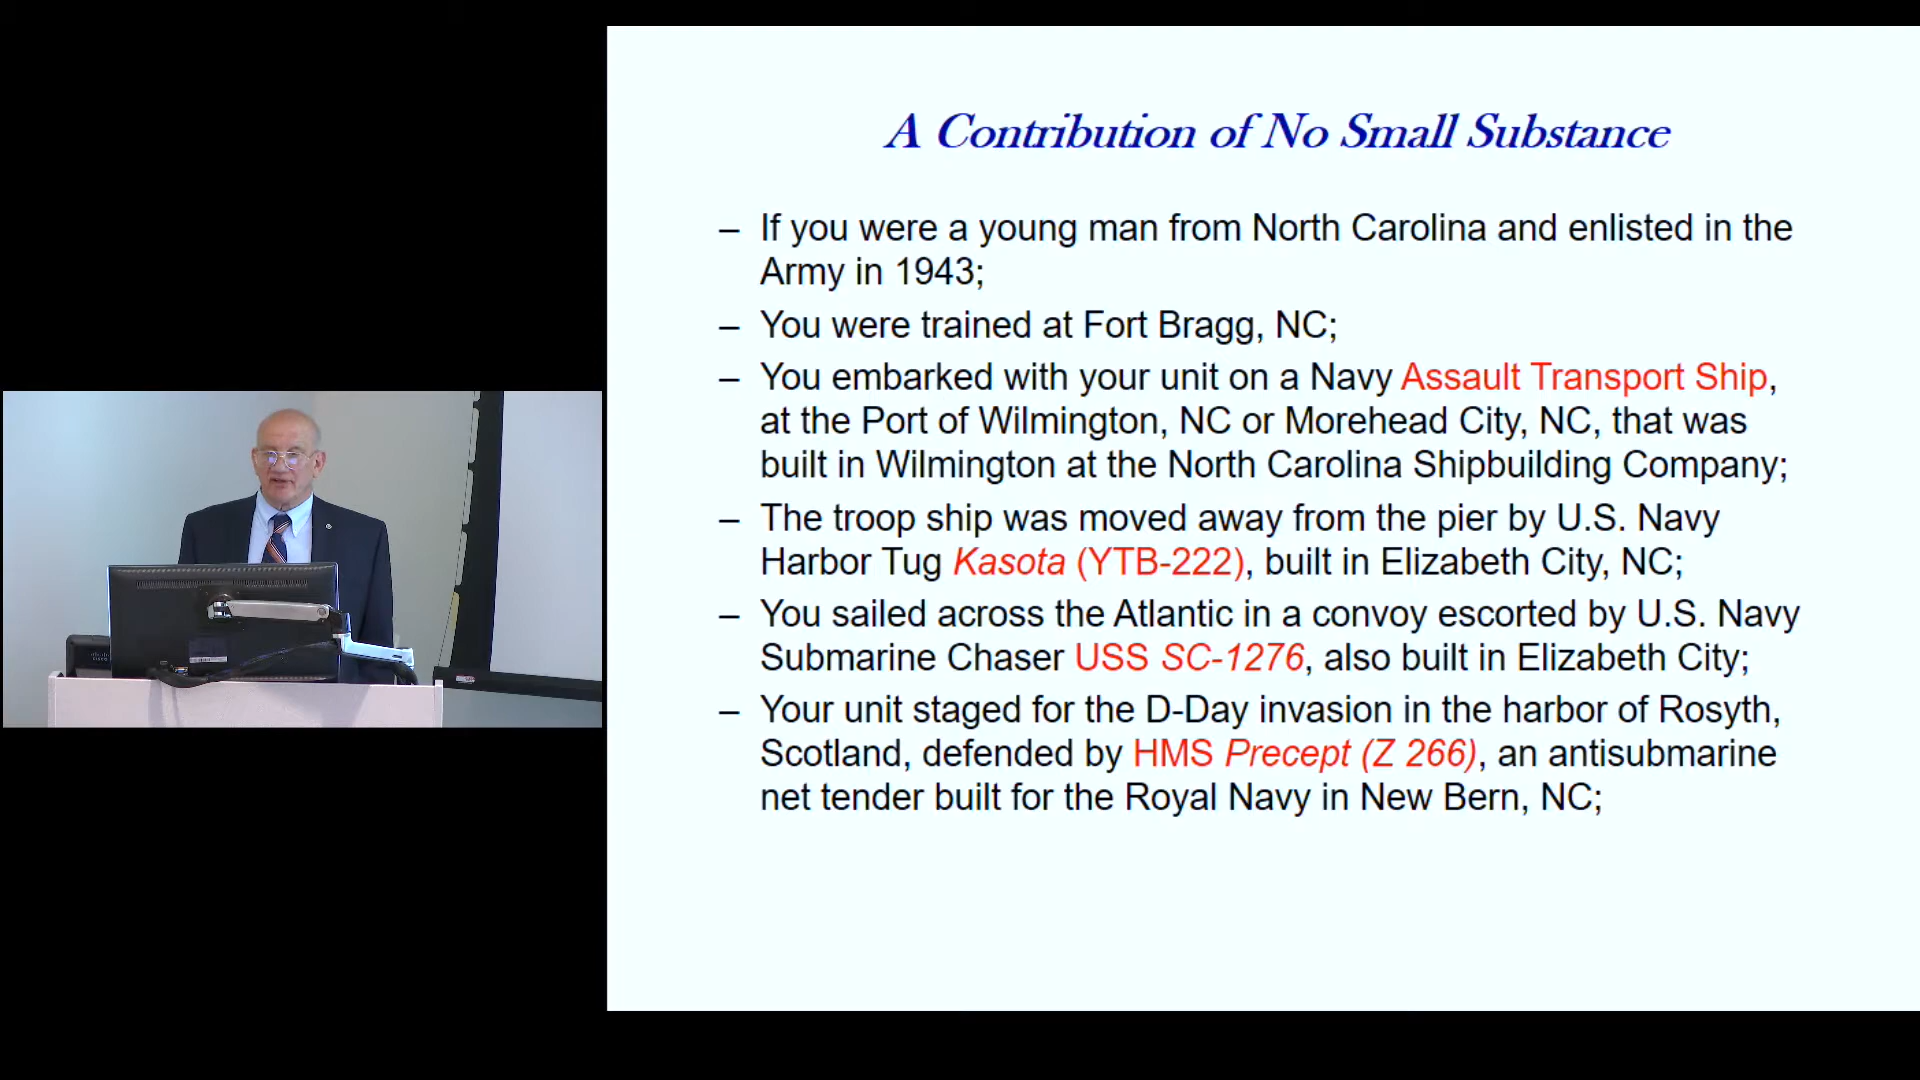 A Contribution of No Small Substance
– If you were a young man from North Carolina and enlisted in the
Army in 1943;
– You were trained at Fort Bragg, NC;
– You embarked with your unit on a Navy Assault Transport Ship,
at the Port of Wilmington, NC or Morehead City, NC, that was
built in Wilmington at the North Carolina Shipbuilding Company;
– The troop ship was moved away from the pier by U.S. Navy
Harbor Tug Kasota (YTB-222), built in Elizabeth City, NC;
– You sailed across the Atlantic in a convoy escorted by U.S. Navy
Submarine Chaser USS SC-1276, also built in Elizabeth City;
– Your unit staged for the D-Day invasion in the harbor of Rosyth,
Scotland, defended by HMS Precept (Z 266), an antisubmarine
net tender built for the Royal Navy in New Bern, NC;